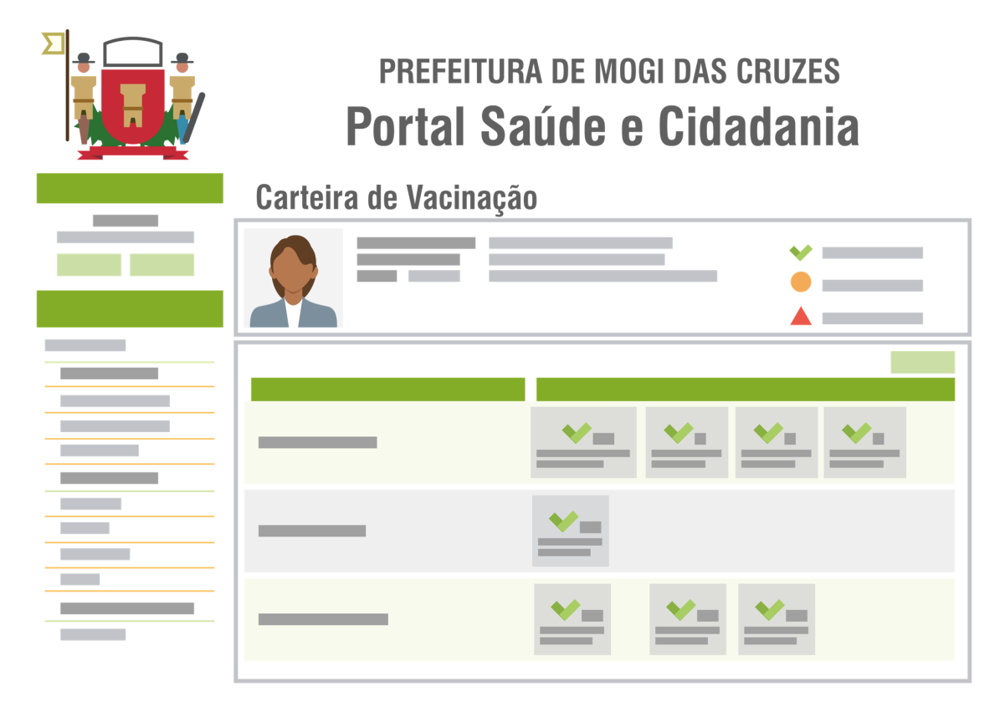 PREFEITURA DE MOGI DAS CRUZES
Portal Saúde e Cidadania
Carteira de Vacinação